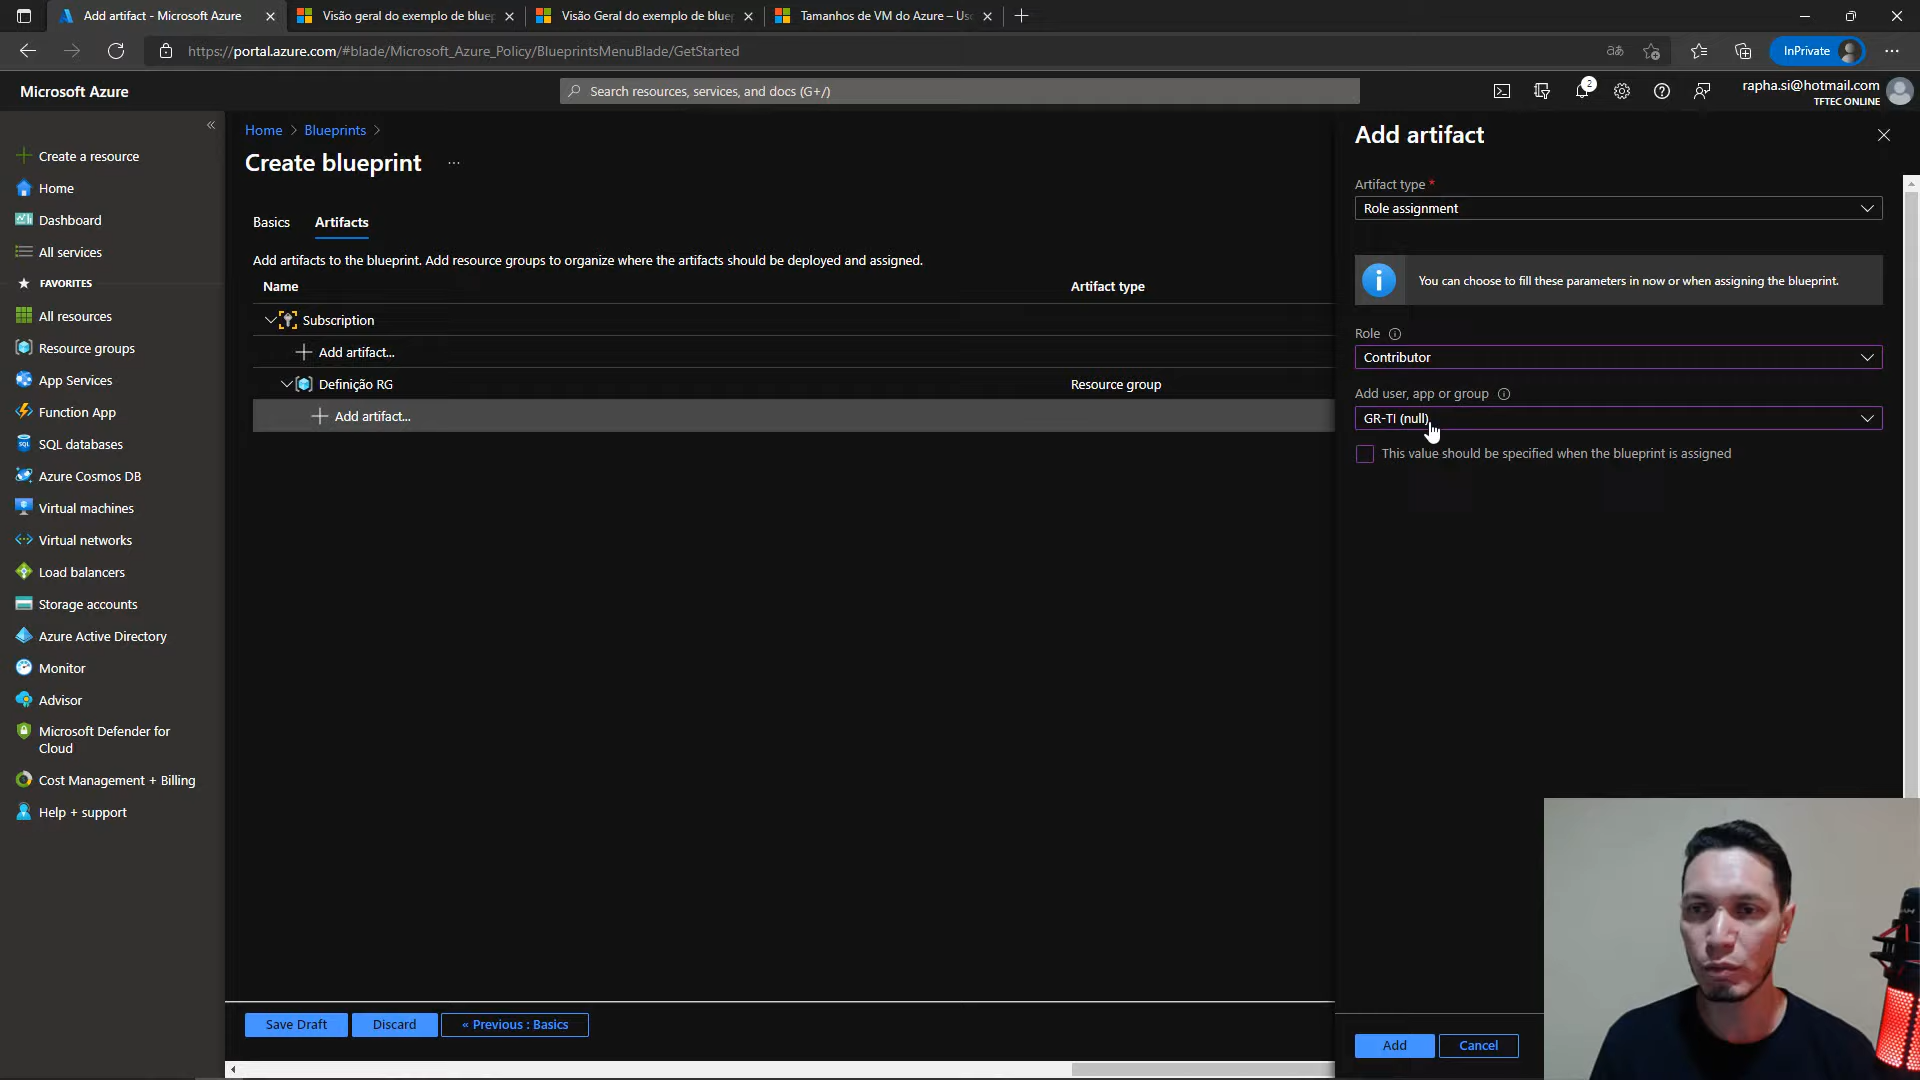 Add artifact - Microsoft Azure
Visão geral do exemplo de bluep
Visão Geral do exemplo de bluep
Tamanhos de VM do Azure – Usc
https://portal.azure.com/#blade/Microsoft_Azure_Policy/BlueprintsMenuBlade/GetStarted
InPrivate
Microsoft Azure
Search resources, services, and docs (G+/)
2
rapha.si@hotmail.com
TFTEC ONLINE
Create a resource
Home
Dashboard
All services
FAVORITES
All resources
Resource groups
App Services
Function App
SQL databases
Azure Cosmos DB
Virtual machines
Virtual networks
Load balancers
Storage accounts
Azure Active Directory
Monitor
Advisor
Microsoft Defender for
Cloud
Cost Management + Billing
Help + support
Home > Blueprints >
Create blueprint ...
Basics Artifacts
Add artifacts to the blueprint. Add resource groups to organize where the artifacts should be deployed and assigned.
Name Artifact type
Subscription
Add artifact...
Definição RG Resource group
Add artifact...
Save Draft Discard « Previous : Basics
Add artifact
Artifact type *
Role assignment
You can choose to fill these parameters in now or when assigning the blueprint.
Role
Contributor
Add user, app or group
GR-TI (null)
This value should be specified when the blueprint is assigned
Add Cancel